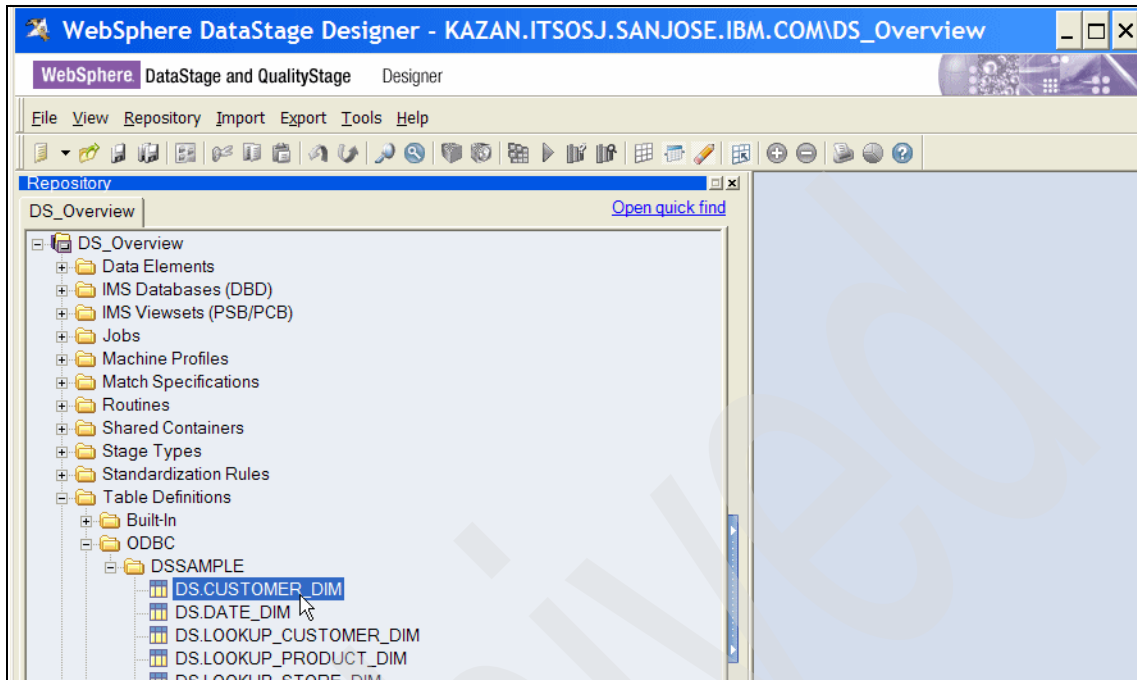 WebSphere DataStage Designer - KAZAN.ITSOSJ.SANJOSE.IBM.COM\DS_Overview
WebSphere. DataStage and QualityStage Designer
File View Repository Import Export Tools Help
Repository
DS_Overview Open quick find
DS_Overview
Data Elements
IMS Databases (DBD)
IMS Viewsets (PSB/PCB)
Jobs
Machine Profiles
Match Specifications
Routines
Shared Containers
Stage Types
Standardization Rules
Table Definitions
Built-In
ODBC
DSSAMPLE
DS.CUSTOMER_DIM
DS.DATE_DIM
DS.LOOKUP_CUSTOMER_DIM
DS.LOOKUP_PRODUCT_DIM
DS.LOOKUP_STORE_DIM